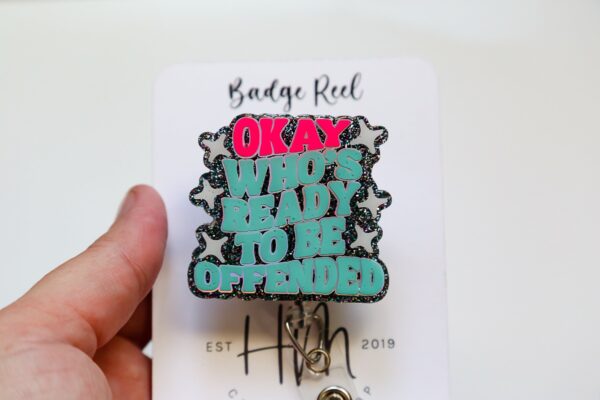 Badge Reel
OKAY
WHO'S
READY
TO BE
OFFENDED
EST 2019